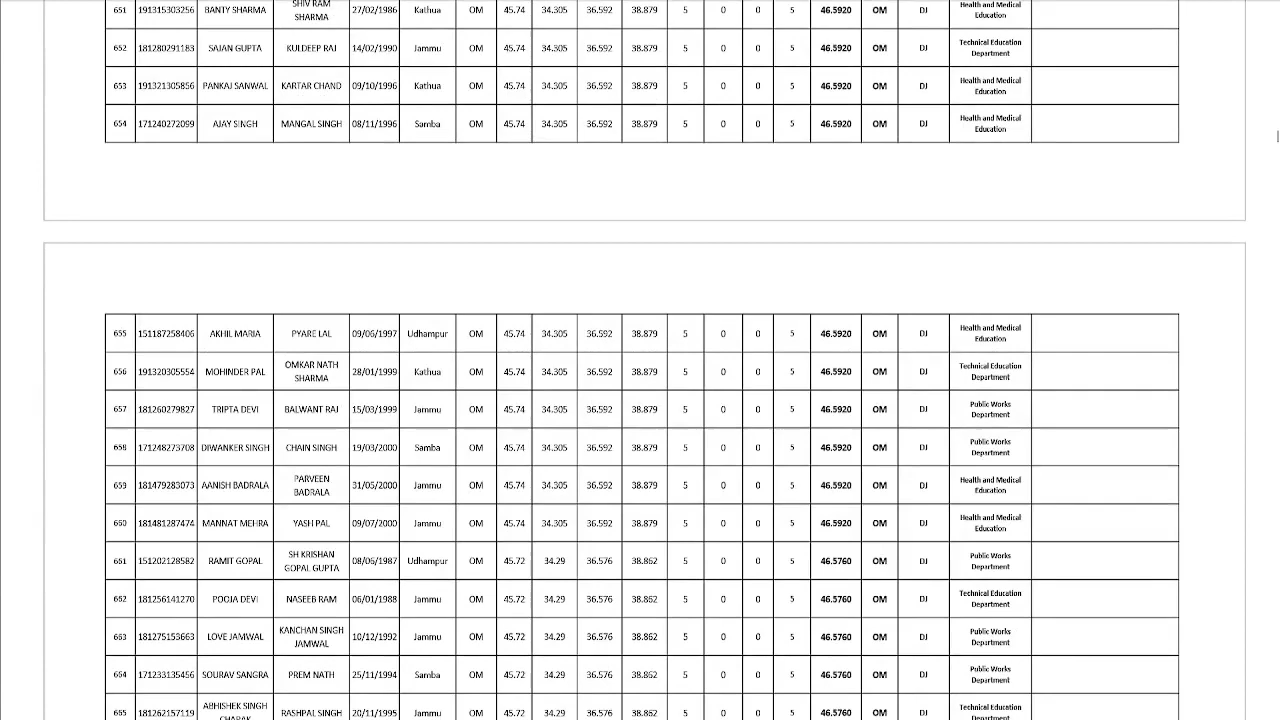 651 191315303256 BANTY SHARMA SHIV RAM SHARMA 27/02/1986 Kathua OM 45.74 34.305 36.592 38.879 5 0 0 5 46.5920 OM DJ Health and Medical Education
652 181280291183 SAJAN GUPTA KULDEEP RAJ 14/02/1990 Jammu OM 45.74 34.305 36.592 38.879 5 0 0 5 46.5920 OM DJ Technical Education Department
653 191321305856 PANKAJ SANWAL KARTAR CHAND 09/10/1996 Kathua OM 45.74 34.305 36.592 38.879 5 0 0 5 46.5920 OM DJ Health and Medical Education
654 171240272099 AJAY SINGH MANGAL SINGH 08/11/1996 Samba OM 45.74 34.305 36.592 38.879 5 0 0 5 46.5920 OM DJ Health and Medical Education
655 151187258406 AKHIL MARIA PYARE LAL 09/06/1997 Udhampur OM 45.74 34.305 36.592 38.879 5 0 0 5 46.5920 OM DJ Health and Medical Education
656 191320305554 MOHINDER PAL OMKAR NATH SHARMA 28/01/1999 Kathua OM 45.74 34.305 36.592 38.879 5 0 0 5 46.5920 OM DJ Technical Education Department
657 181260279827 TRIPTA DEVI BALWANT RAJ 15/03/1999 Jammu OM 45.74 34.305 36.592 38.879 5 0 0 5 46.5920 OM DJ Public Works Department
658 171248273708 DIWANKER SINGH CHAIN SINGH 19/03/2000 Samba OM 45.74 34.305 36.592 38.879 5 0 0 5 46.5920 OM DJ Public Works Department
659 181479283073 AANISH BADRALA PARVEEN BADRALA 31/05/2000 Jammu OM 45.74 34.305 36.592 38.879 5 0 0 5 46.5920 OM DJ Health and Medical Education
660 181481287474 MANNAT MEHRA YASH PAL 09/07/2000 Jammu OM 45.74 34.305 36.592 38.879 5 0 0 5 46.5920 OM DJ Health and Medical Education
661 151202128582 RAMIT GOPAL SH KRISHAN GOPAL GUPTA 08/06/1987 Udhampur OM 45.72 34.29 36.576 38.862 5 0 0 5 46.5760 OM DJ Public Works Department
662 181256141270 POOJA DEVI NASEEB RAM 06/01/1988 Jammu OM 45.72 34.29 36.576 38.862 5 0 0 5 46.5760 OM DJ Technical Education Department
663 181275153663 LOVE JAMWAL KANCHAN SINGH JAMWAL 10/12/1992 Jammu OM 45.72 34.29 36.576 38.862 5 0 0 5 46.5760 OM DJ Public Works Department
664 171233135456 SOURAV SANGRA PREM NATH 25/11/1994 Samba OM 45.72 34.29 36.576 38.862 5 0 0 5 46.5760 OM DJ Public Works Department
665 181262157119 ABHISHEK SINGH CHARAK RASHPAL SINGH 20/11/1995 Jammu OM 45.72 34.29 36.576 38.862 5 0 0 5 46.5760 OM DJ Technical Education Department